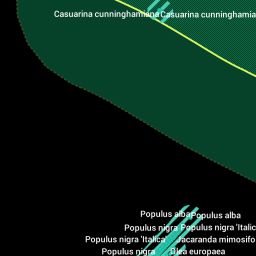 Casuarina cunninghamiana Casuarina cunninghamia
Populus alba Populus alba
Populus nigra Populus nigra 'Italic
Populus nigra 'Italica' Jacaranda mimosifo
Populus nigra Olea europaea